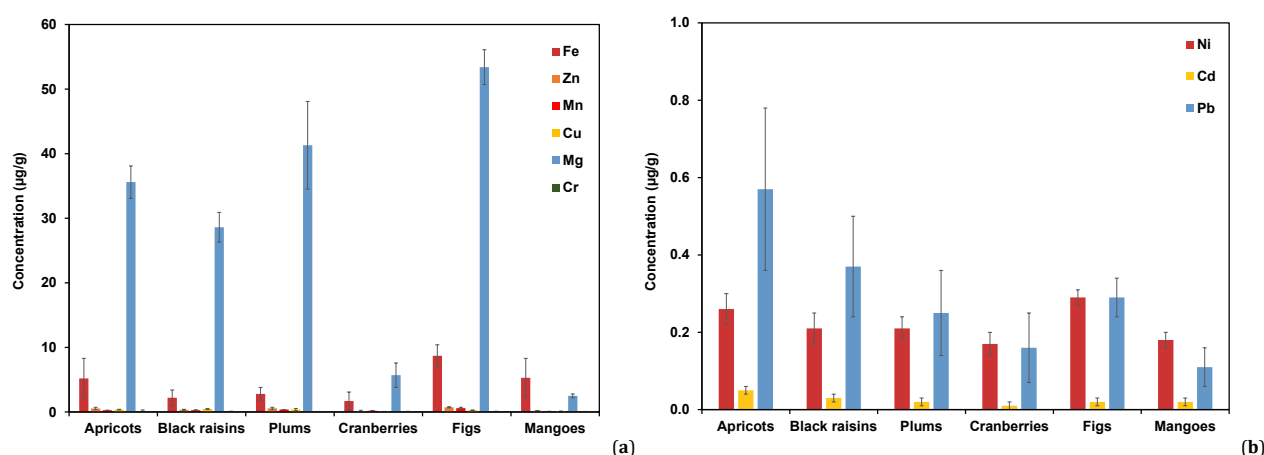 60
50
40
30
20
10
0
Concentration (µg/g)
Fe
Zn
Mn
Cu
Mg
Cr
Apricots Black raisins Plums Cranberries Figs Mangoes
(a)
1.0
0.8
0.6
0.4
0.2
0.0
Concentration (µg/g)
Ni
Cd
Pb
Apricots Black raisins Plums Cranberries Figs Mangoes
(b)